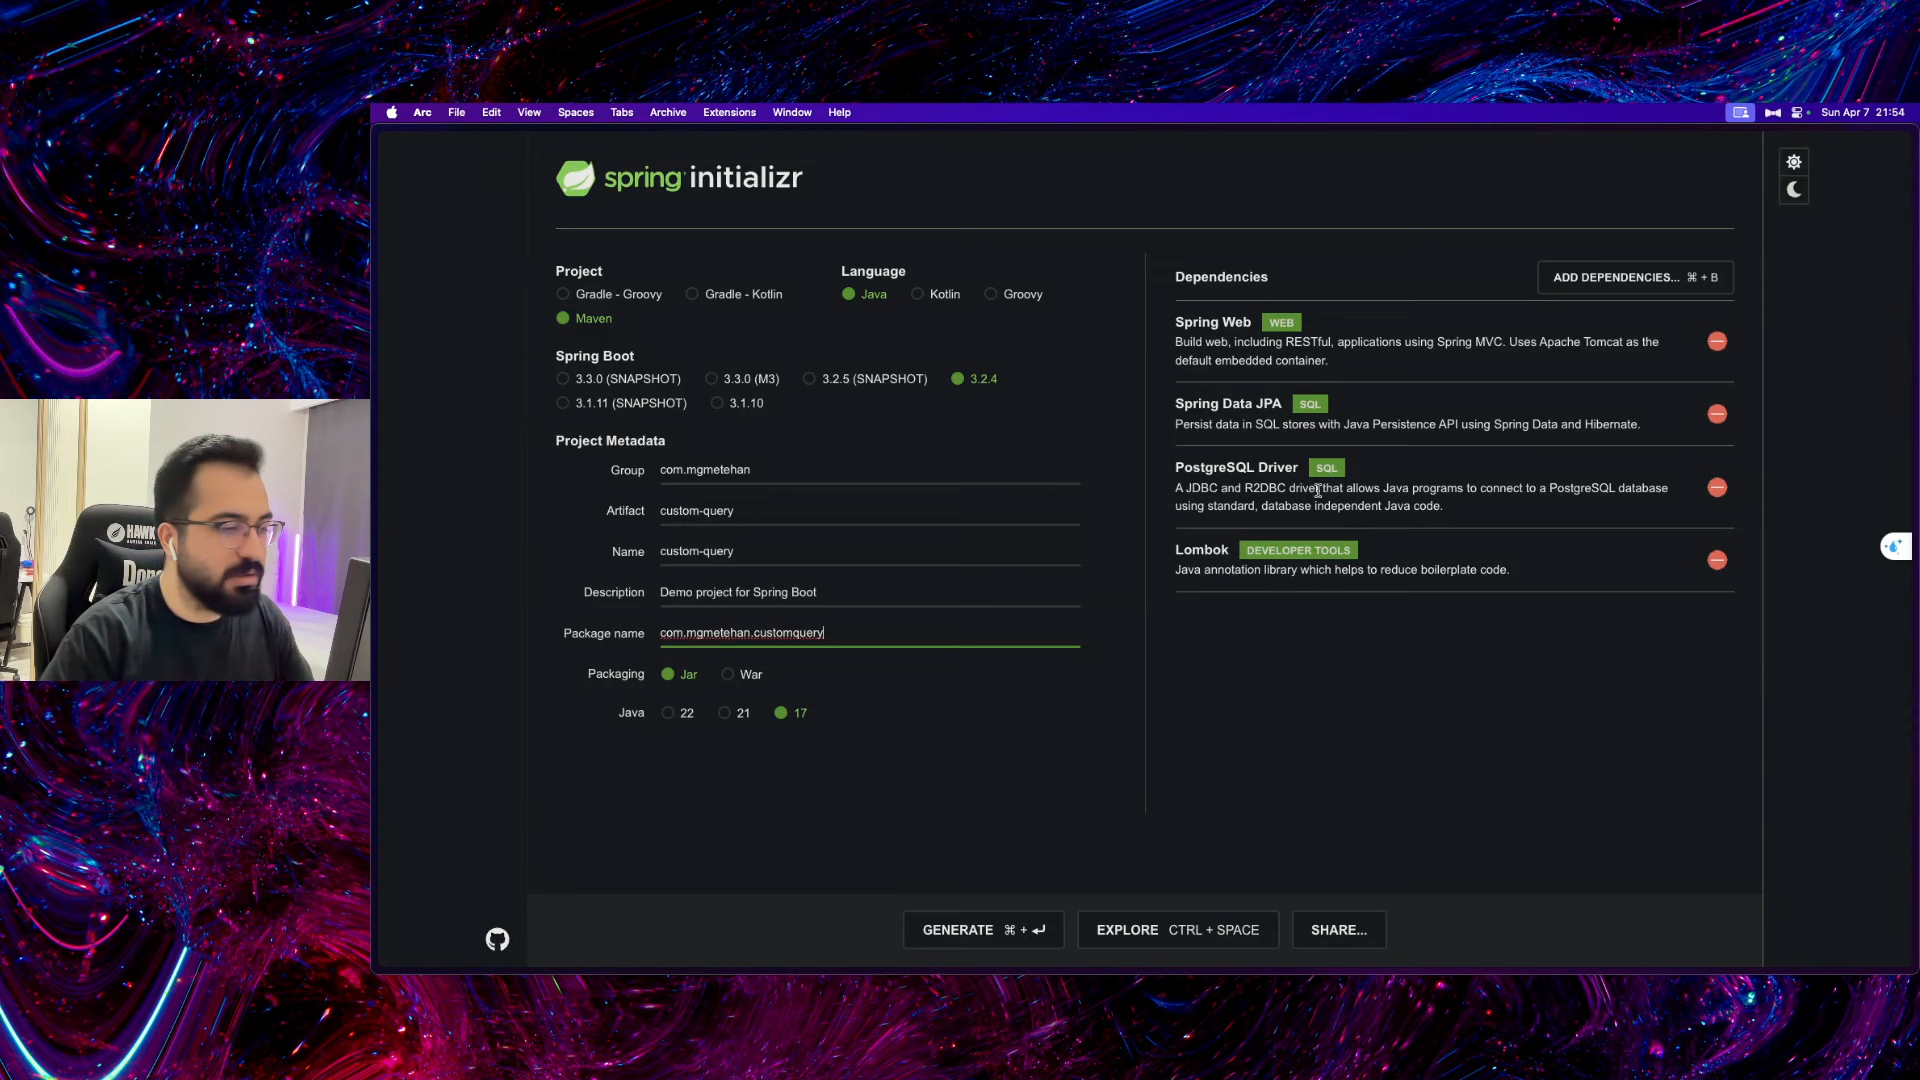 Arc File Edit View Spaces Tabs Archive Extensions Window Help
Sun Apr 7 21:54
spring initializr
Project
Gradle - Groovy Gradle - Kotlin
Maven
Language
Java Kotlin Groovy
Spring Boot
3.3.0 (SNAPSHOT) 3.3.0 (M3) 3.2.5 (SNAPSHOT) 3.2.4
3.1.11 (SNAPSHOT) 3.1.10
Project Metadata
Group com.mgmetehan
Artifact custom-query
Name custom-query
Description Demo project for Spring Boot
Package name com.mgmetehan.customquery
Packaging Jar War
Java 22 21 17
Dependencies
ADD DEPENDENCIES... ⌘ + B
Spring Web WEB
Build web, including RESTful, applications using Spring MVC. Uses Apache Tomcat as the
default embedded container.
Spring Data JPA SQL
Persist data in SQL stores with Java Persistence API using Spring Data and Hibernate.
PostgreSQL Driver SQL
A JDBC and R2DBC driver that allows Java programs to connect to a PostgreSQL database
using standard, database independent Java code.
Lombok DEVELOPER TOOLS
Java annotation library which helps to reduce boilerplate code.
GENERATE ⌘ + ⏎
EXPLORE CTRL + SPACE
SHARE...
HAWK